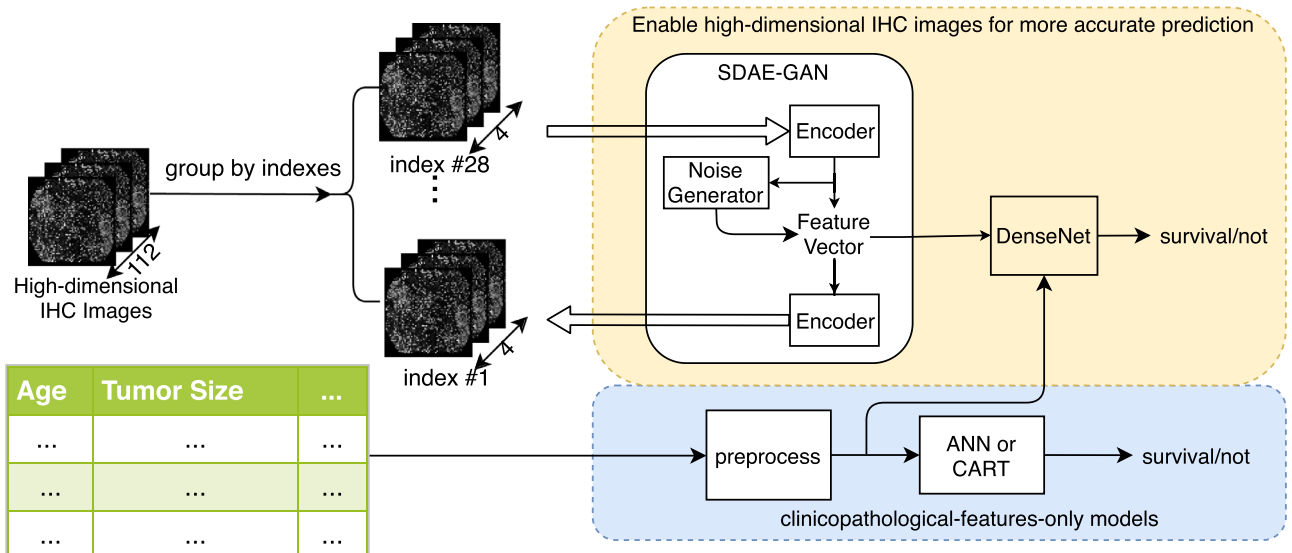 Enable high-dimensional IHC images for more accurate prediction
SDAE-GAN
Encoder
Noise
Generator
Feature
Vector
Encoder
DenseNet
survival/not
4
index #28
⋮
group by indexes
112
High-dimensional
IHC Images
4
index #1
Age Tumor Size ...
... ... ...
... ... ...
... ... ...
preprocess
ANN or
CART
survival/not
clinicopathological-features-only models